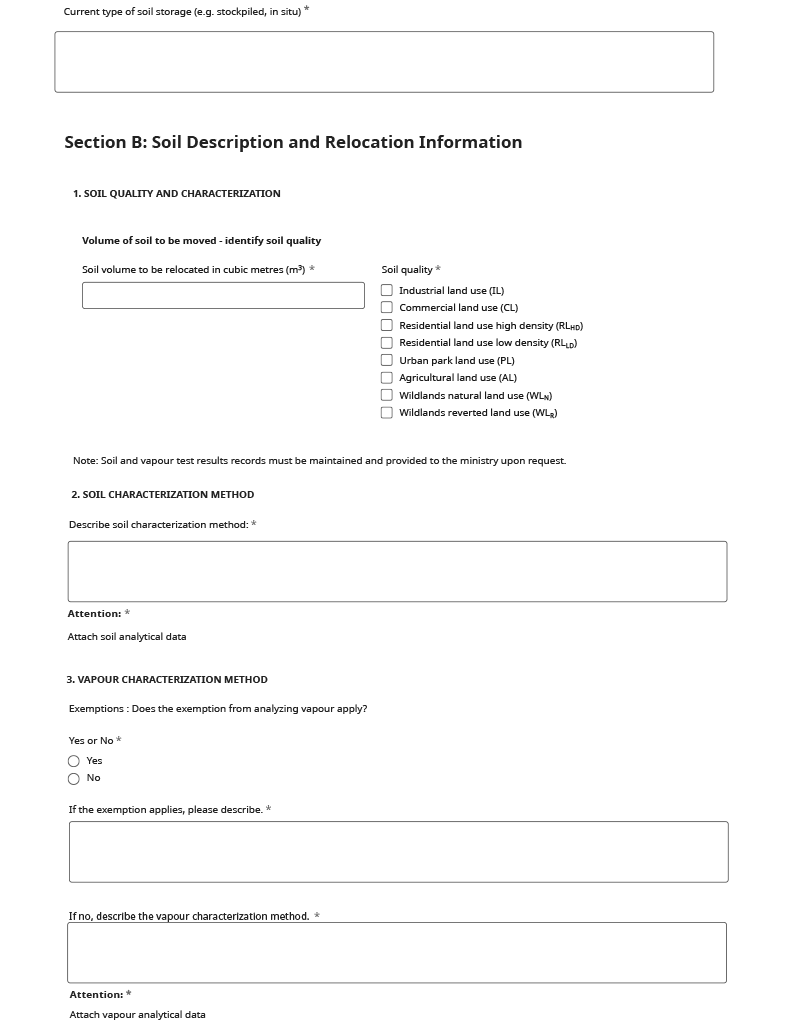 Current type of soil storage (e.g. stockpiled, in situ) *
Section B: Soil Description and Relocation Information
1. SOIL QUALITY AND CHARACTERIZATION
Volume of soil to be moved - identify soil quality
Soil volume to be relocated in cubic metres (m³) *
Soil quality *
Industrial land use (IL)
Commercial land use (CL)
Residential land use high density (RLHD)
Residential land use low density (RLLD)
Urban park land use (PL)
Agricultural land use (AL)
Wildlands natural land use (WLN)
Wildlands reverted land use (WLR)
Note: Soil and vapour test results records must be maintained and provided to the ministry upon request.
2. SOIL CHARACTERIZATION METHOD
Describe soil characterization method: *
Attention: *
Attach soil analytical data
3. VAPOUR CHARACTERIZATION METHOD
Exemptions : Does the exemption from analyzing vapour apply?
Yes or No *
Yes
No
If the exemption applies, please describe. *
If no, describe the vapour characterization method. *
Attention: *
Attach vapour analytical data